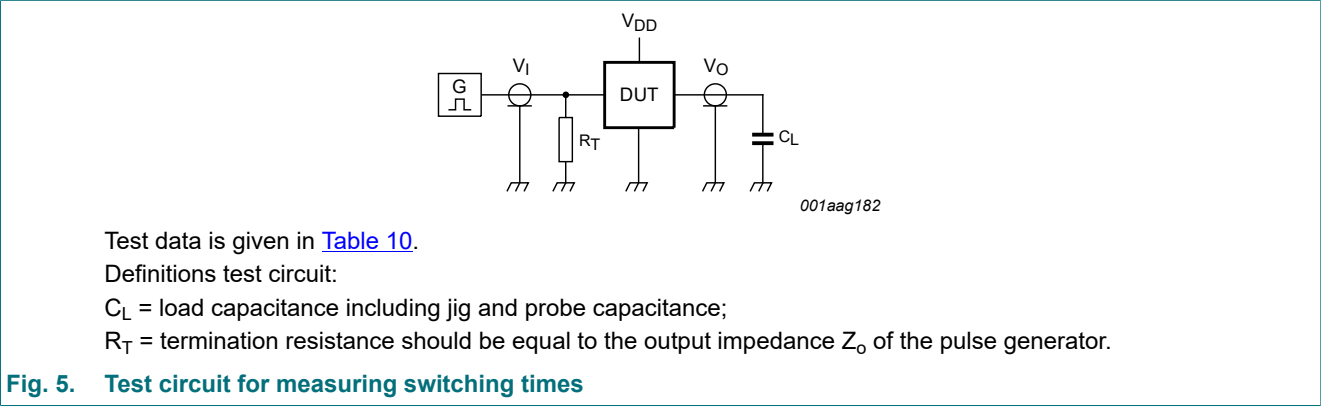 VDD
VI
VO
G
DUT
RT
CL
001aag182
Test data is given in Table 10.
Definitions test circuit:
CL = load capacitance including jig and probe capacitance;
RT = termination resistance should be equal to the output impedance Zo of the pulse generator.
Fig. 5. Test circuit for measuring switching times